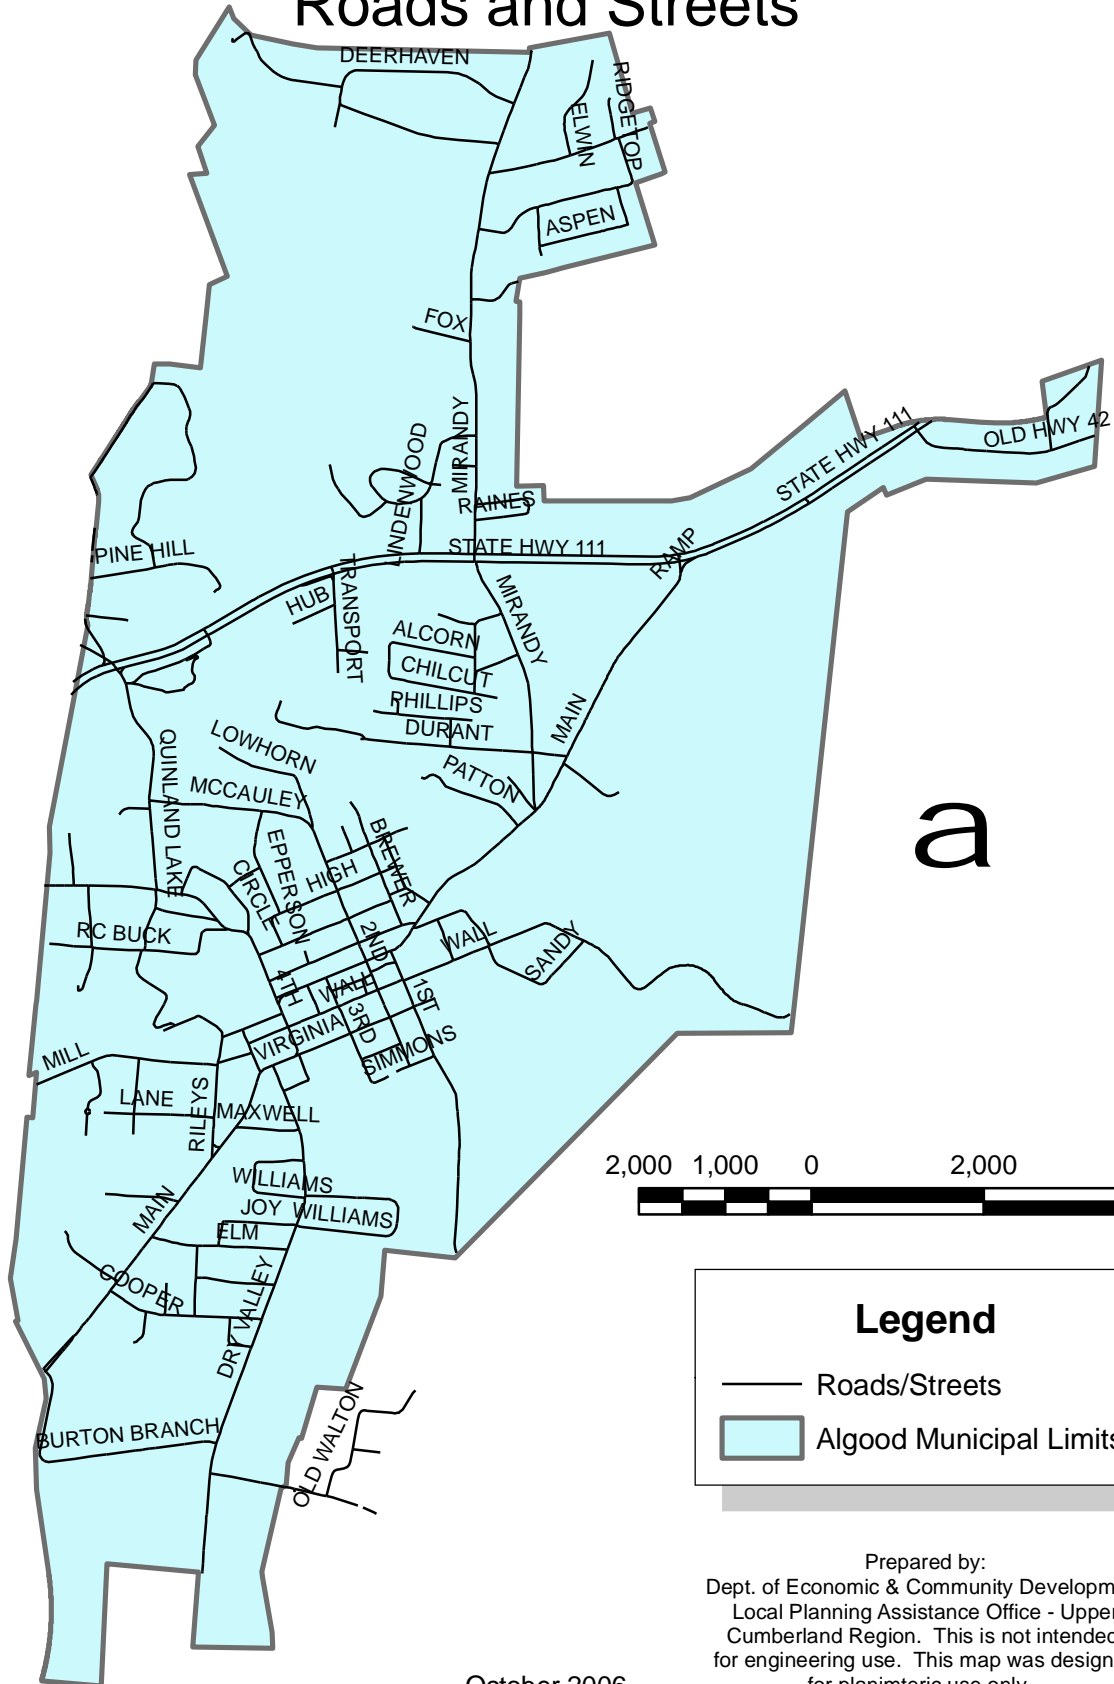 Roads and Streets
DEERHAVEN
RIDGETOP
ELWIN
ASPEN
FOX
MIRANDY
LINDENWOOD
RAINES
STATE HWY 111
OLD HWY 42
STATE HWY 111
RAMP
PINE HILL
HUB
TRANSPORT
MIRANDY
ALCORN
CHILCUT
PHILLIPS
DURANT
MAIN
LOWHORN
PATTON
QUINLAND LAKE
MCCAULEY
BREWER
EPPERSON
HIGH
CIRCLE
a
RC BUCK
2ND
WALL
SANDY
4TH
WALL
1ST
3RD
VIRGINIA
SIMMONS
MILL
LANE
RILEYS
MAXWELL
WILLIAMS
JOY
WILLIAMS
MAIN
ELM
COOPER
DRY VALLEY
BURTON BRANCH
OLD WALTON
2,000 1,000 0 2,000
Legend
Roads/Streets
Algood Municipal Limits
Prepared by:
Dept. of Economic & Community Developm
Local Planning Assistance Office - Upper
Cumberland Region. This is not intended
for engineering use. This map was design
for planimteric use only
October 2006